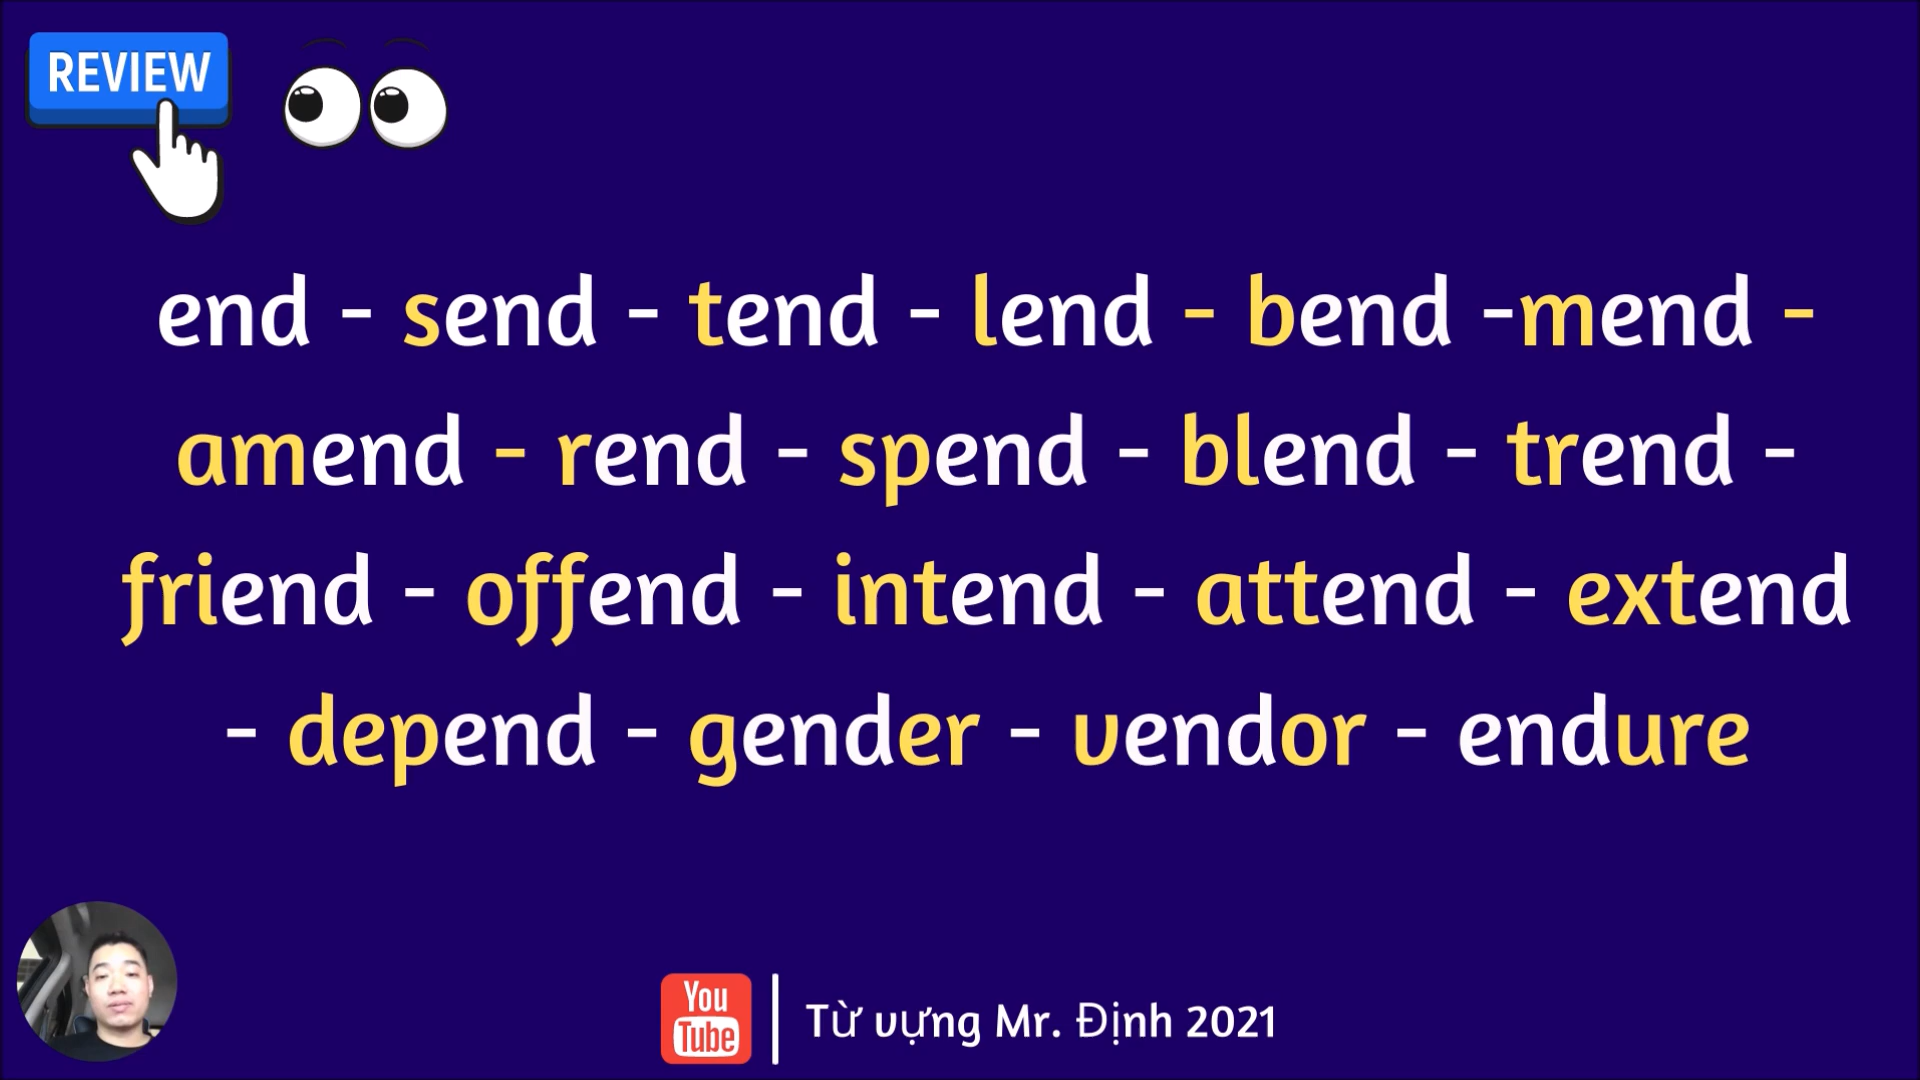 REVIEW
end - send - tend - lend - bend -mend -
amend - rend - spend - blend - trend -
friend - offend - intend - attend - extend
- depend - gender - vendor - endure
You
Tube
Từ vựng Mr. Định 2021